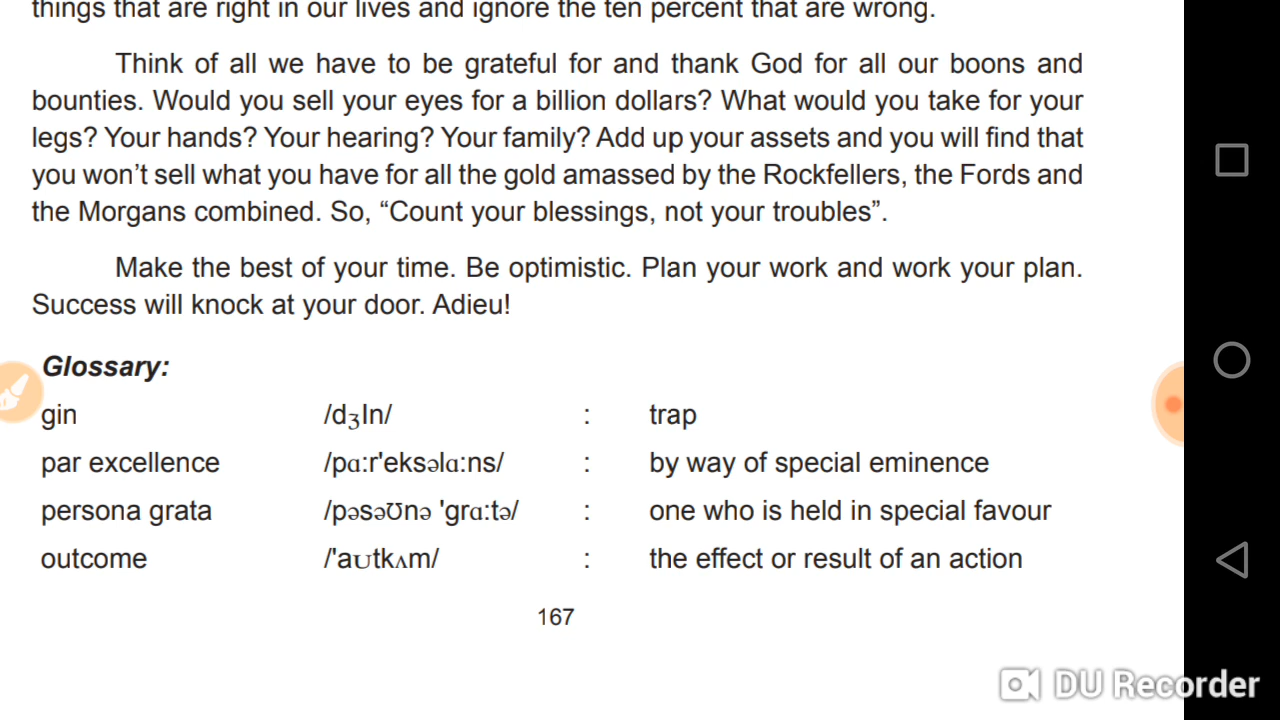 things that are right in our lives and ignore the ten percent that are wrong.
Think of all we have to be grateful for and thank God for all our boons and
bounties. Would you sell your eyes for a billion dollars? What would you take for your
legs? Your hands? Your hearing? Your family? Add up your assets and you will find that
you won't sell what you have for all the gold amassed by the Rockfellers, the Fords and
the Morgans combined. So, “Count your blessings, not your troubles”.
Make the best of your time. Be optimistic. Plan your work and work your plan.
Success will knock at your door. Adieu!
Glossary:
gin /dʒIn/ : trap
par excellence /pɑ:r'eksəlɑ:ns/ : by way of special eminence
persona grata /pəsəƱnə 'grɑ:tə/ : one who is held in special favour
outcome /'aʊtkʌm/ : the effect or result of an action
167
DU Recorder